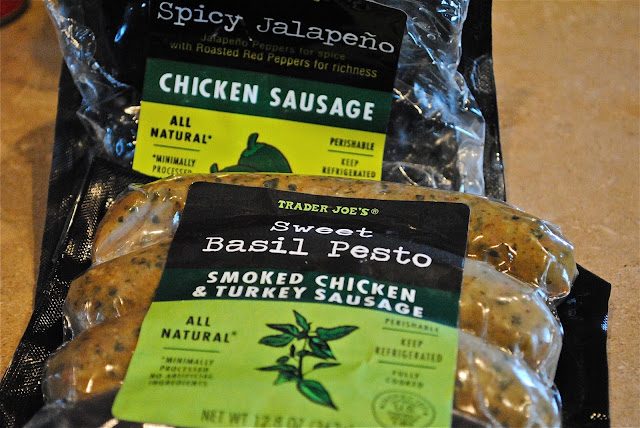 Spicy Jalapeño
Jalapeño Peppers for spice
with Roasted Red Peppers for richness
CHICKEN SAUSAGE
ALL
NATURAL*
*MINIMALLY
PROCESSED
PERISHABLE
KEEP
REFRIGERATED
TRADER JOE'S®
Sweet
Basil Pesto
SMOKED CHICKEN
& TURKEY SAUSAGE
ALL
NATURAL*
*MINIMALLY
PROCESSED
NO ARTIFICIAL
INGREDIENTS
PERISHABLE
KEEP
REFRIGERATED
FULLY
COOKED
NET WT 12.8 OZ